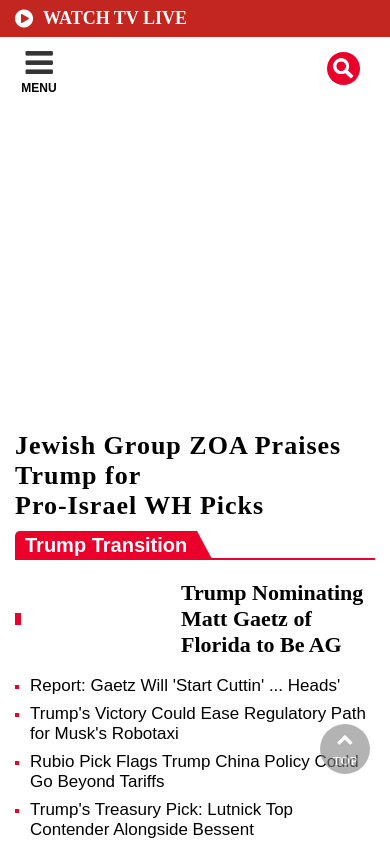 WATCH TV LIVE
MENU
Jewish Group ZOA Praises
Trump for
Pro-Israel WH Picks
Trump Transition
Trump Nominating
Matt Gaetz of
Florida to Be AG
Report: Gaetz Will 'Start Cuttin' ... Heads'
Trump's Victory Could Ease Regulatory Path
for Musk's Robotaxi
Rubio Pick Flags Trump China Policy Could
Go Beyond Tariffs
Trump's Treasury Pick: Lutnick Top
Contender Alongside Bessent